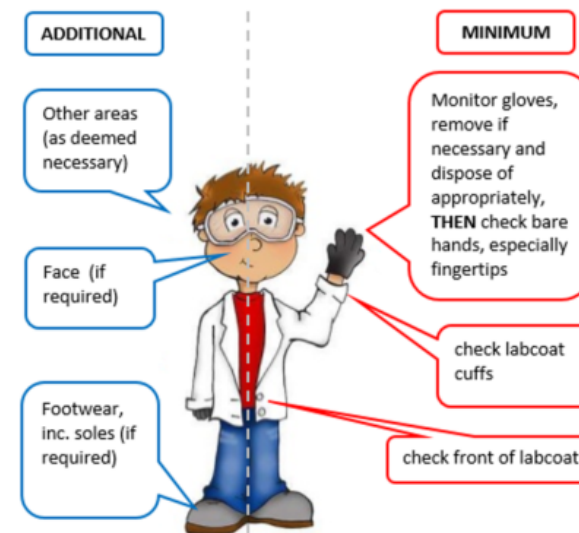 ADDITIONAL
Other areas
(as deemed
necessary)
Face (if
required)
Footwear,
inc. soles (if
required)
MINIMUM
Monitor gloves,
remove if
necessary and
dispose of
appropriately,
THEN check bare
hands, especially
fingertips
check labcoat
cuffs
check front of labcoat